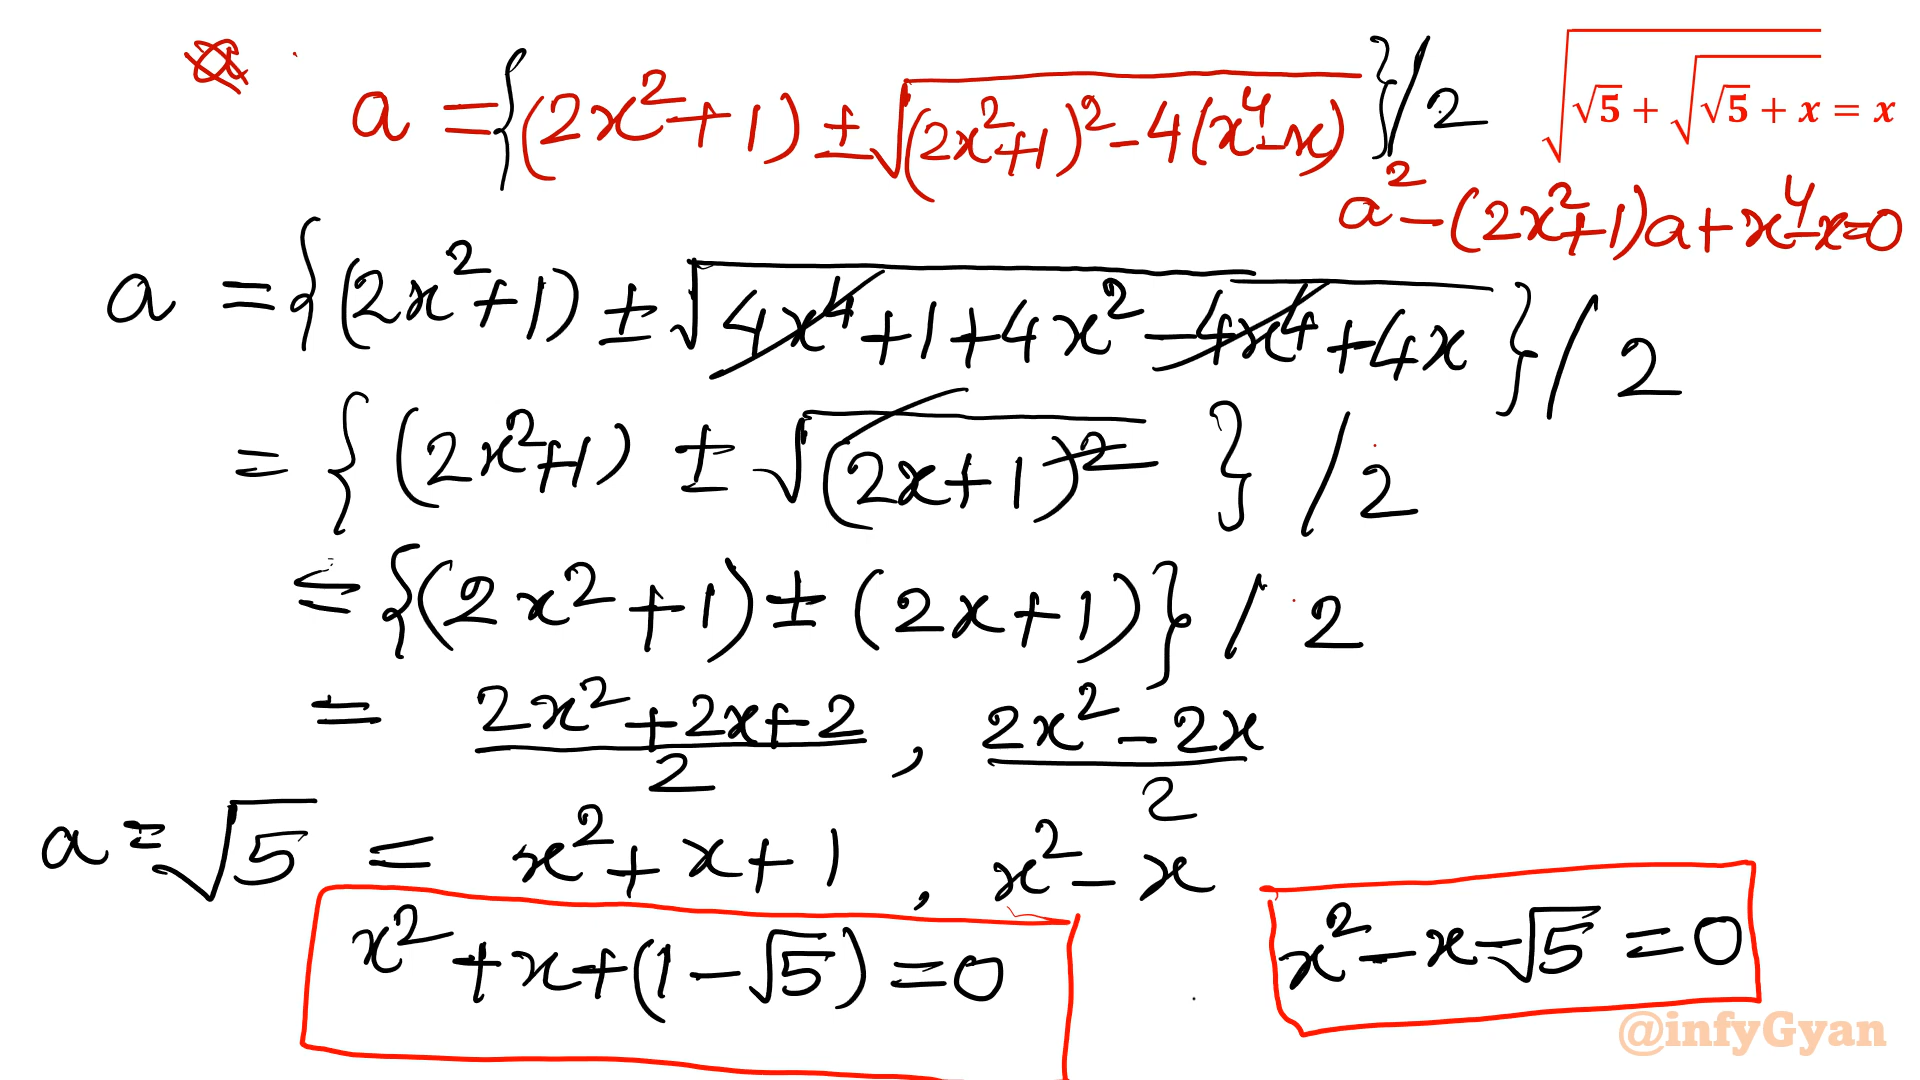 a = {(2x²+1) ± √((2x²+1)² - 4(x⁴-x))}/2
√(√5 + √(√5 + x)) = x
a² - (2x²+1)a + x⁴-x=0
a = {(2x²+1) ± √(4x⁴+1+4x²-4x⁴+4x)}/2
= {(2x²+1) ± √((2x+1)²)}/2
= {(2x²+1) ± (2x+1)}/2
= (2x²+2x+2)/2 , (2x²-2x)/2
a = √5 = x²+x+1 , x²-x
x²+x+(1-√5)=0
x²-x-√5=0
@infyGyan